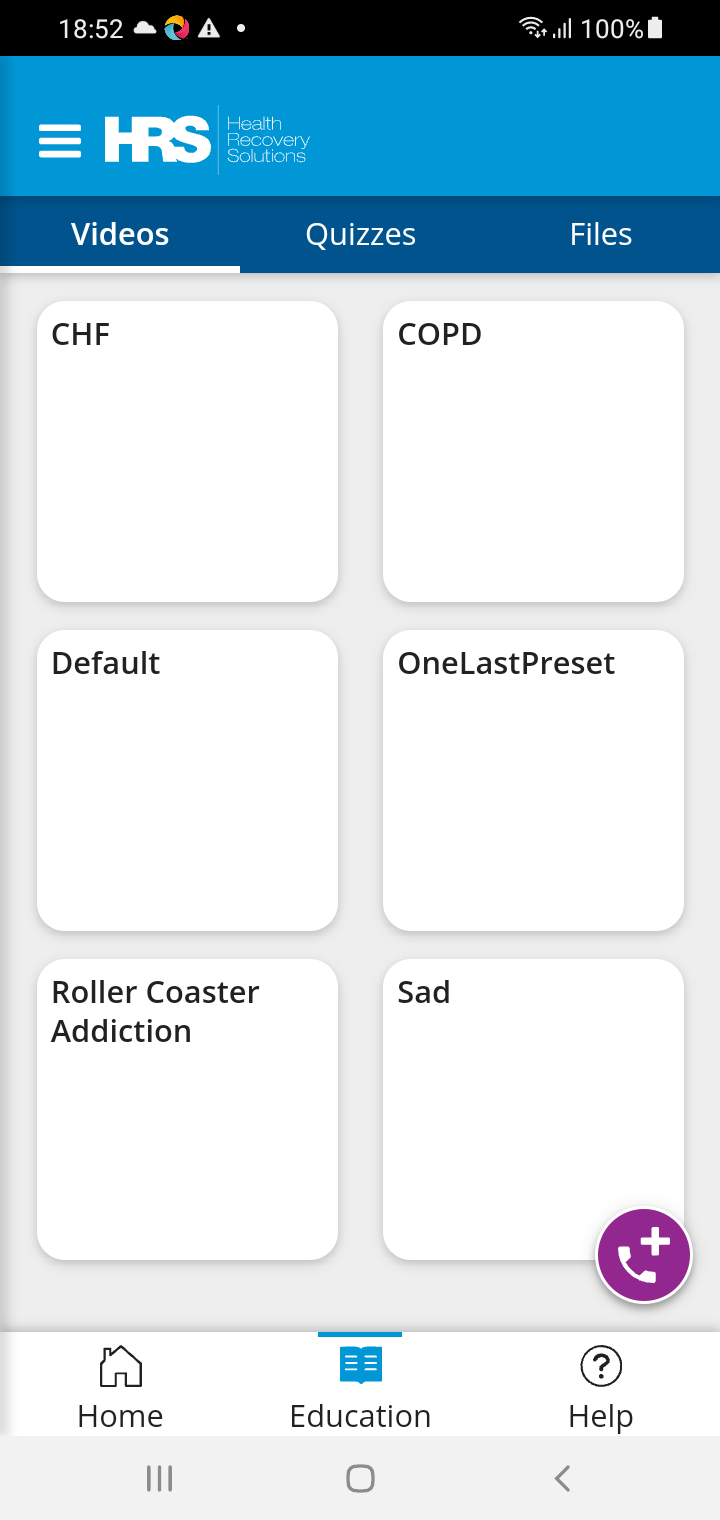 18:52
100%
HRS
Health
Recovery
Solutions
Videos
Quizzes
Files
CHF
COPD
Default
OneLastPreset
Roller Coaster
Addiction
Sad
Home
Education
Help